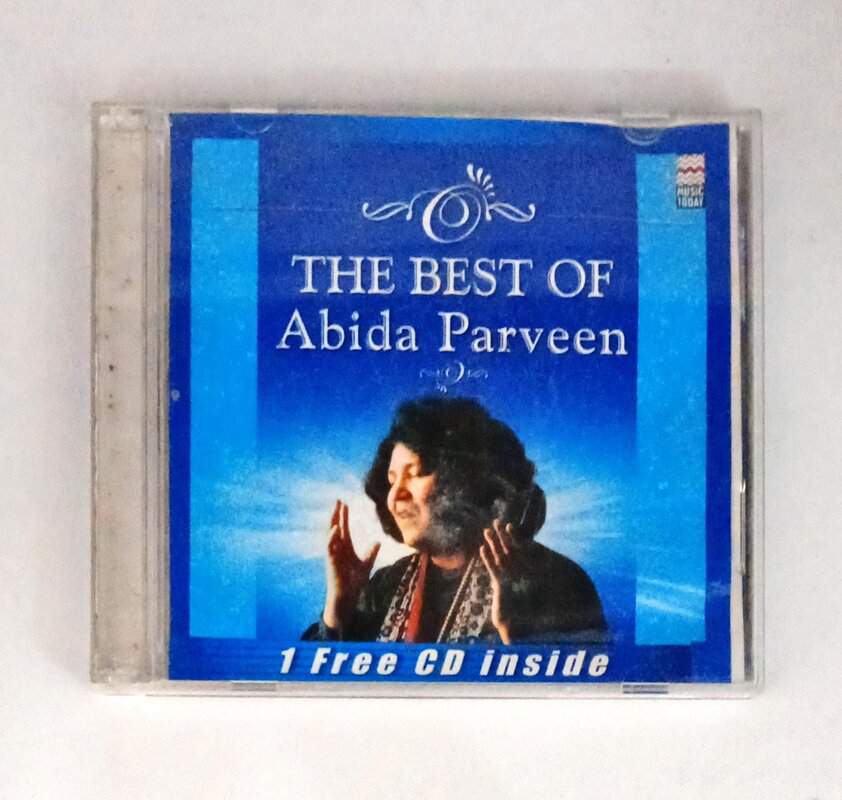 MUSIC
TODAY
THE BEST OF
Abida Parveen
1 Free CD inside